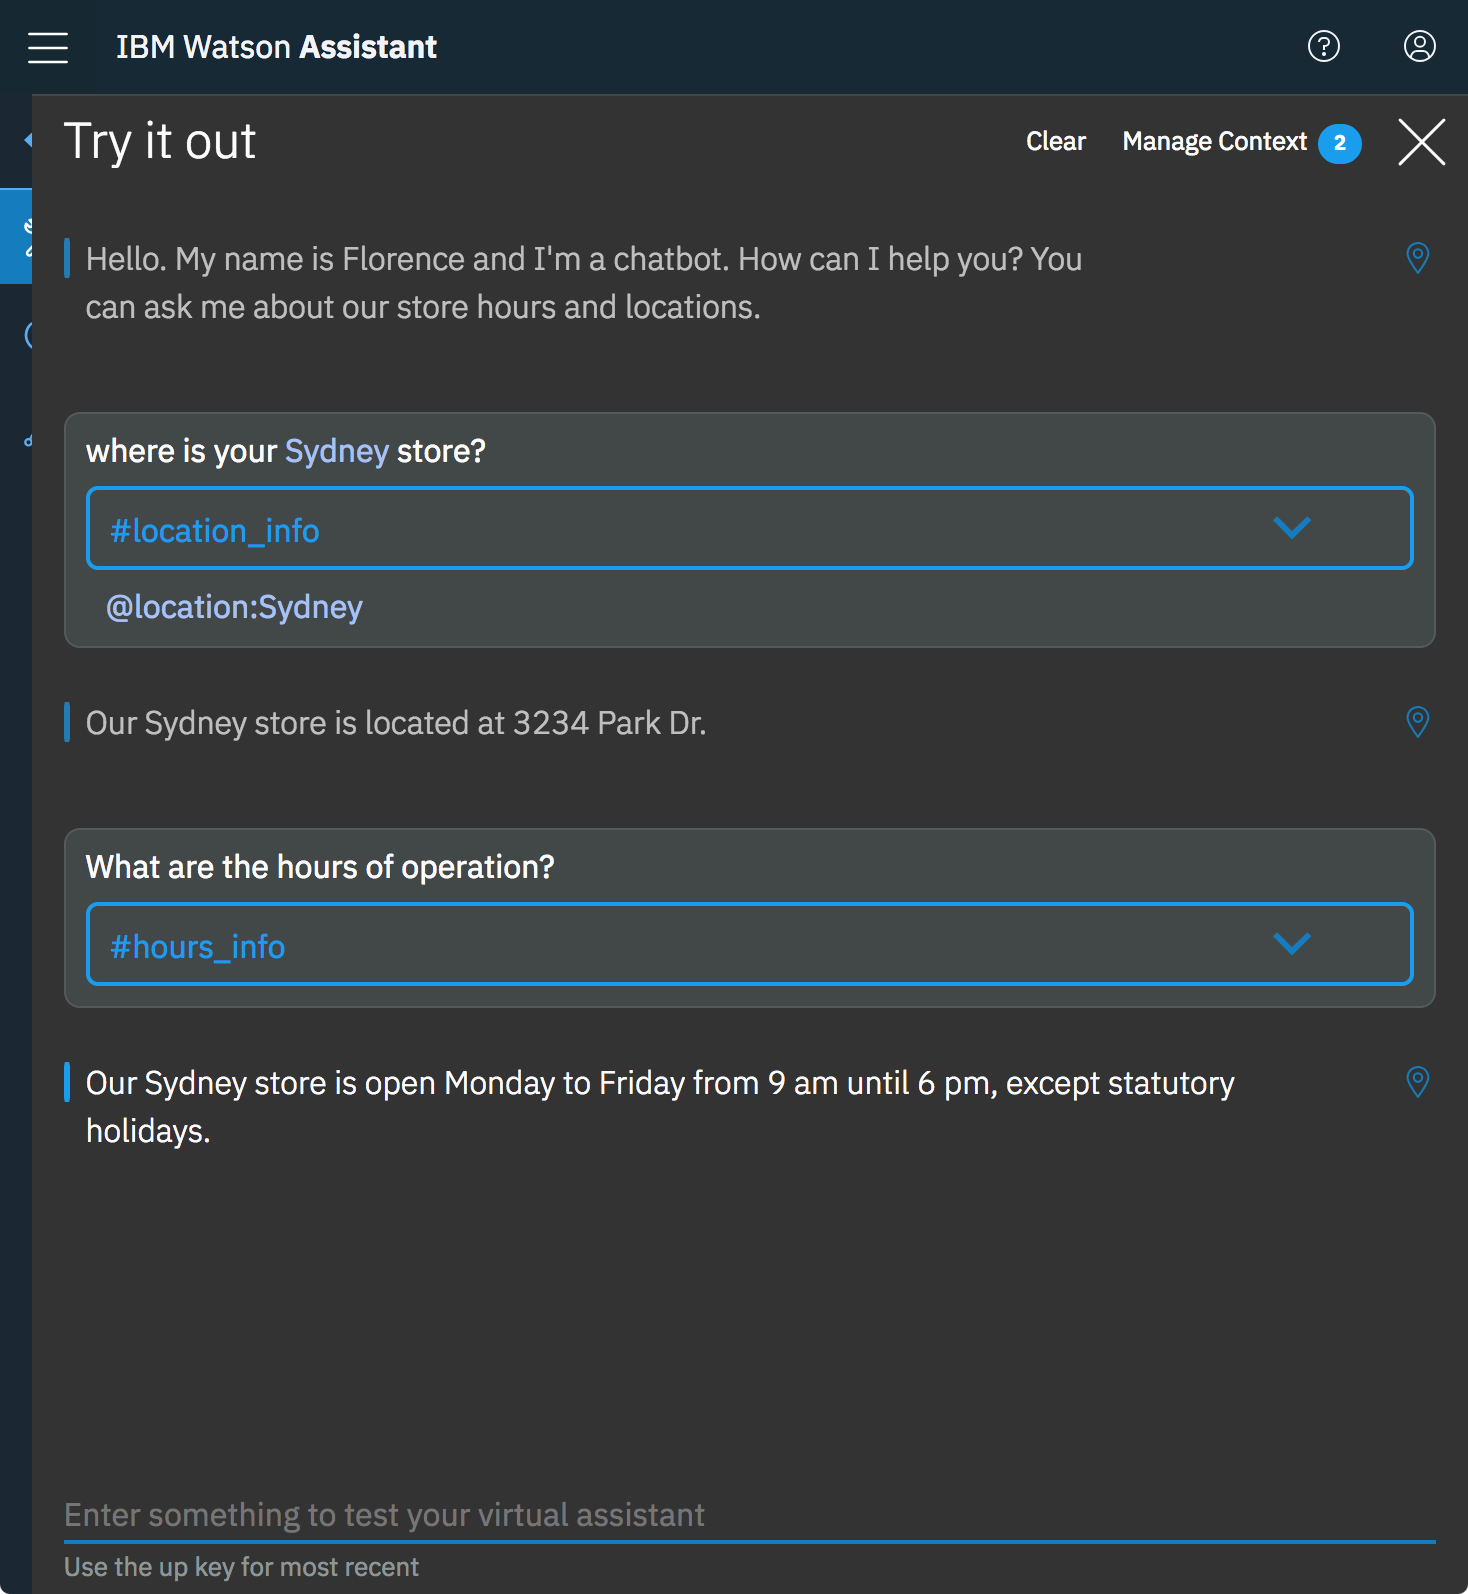 IBM Watson Assistant
Try it out
Clear Manage Context 2
Hello. My name is Florence and I'm a chatbot. How can I help you? You
can ask me about our store hours and locations.
where is your Sydney store?
#location_info
@location:Sydney
Our Sydney store is located at 3234 Park Dr.
What are the hours of operation?
#hours_info
Our Sydney store is open Monday to Friday from 9 am until 6 pm, except statutory
holidays.
Enter something to test your virtual assistant
Use the up key for most recent